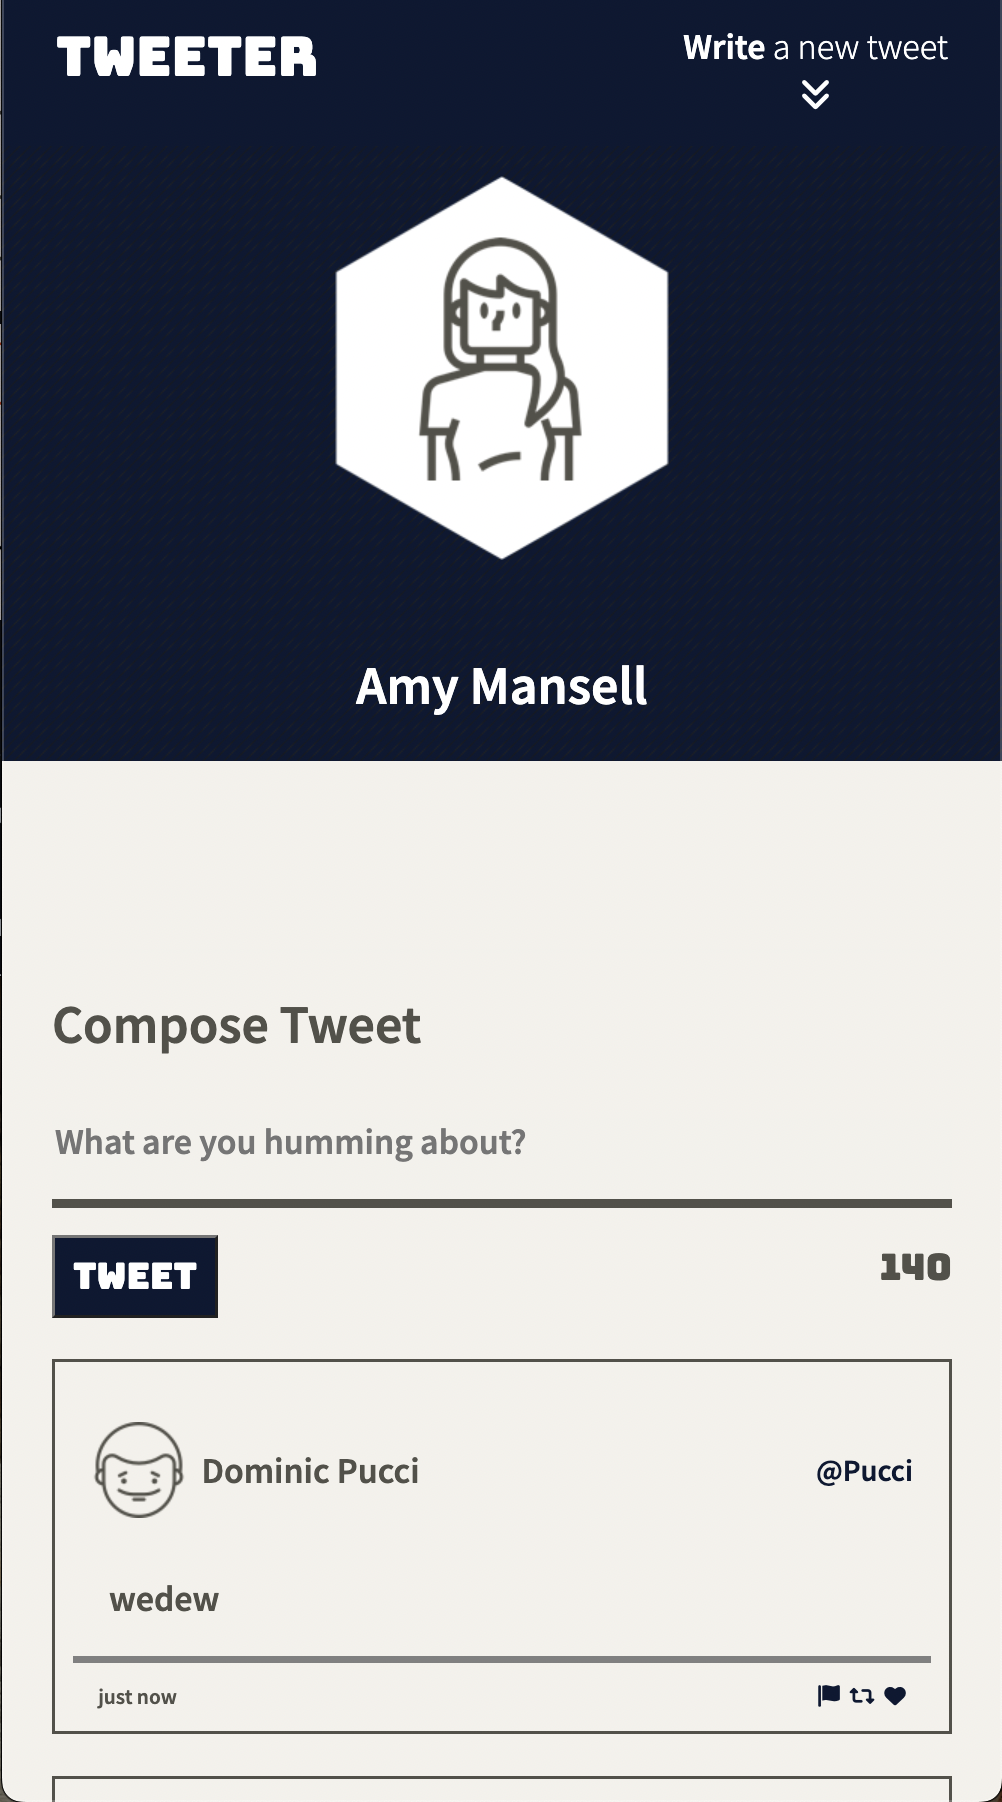 TWEETER
Write a new tweet
Amy Mansell
Compose Tweet
What are you humming about?
TWEET
140
Dominic Pucci
@Pucci
wedew
just now